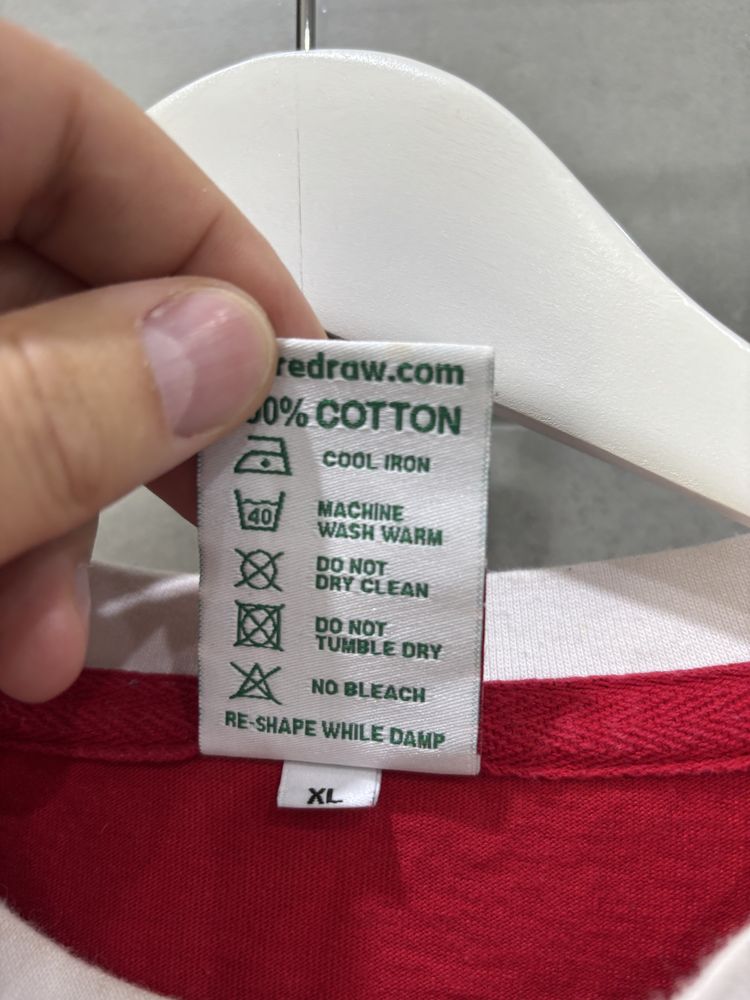 redraw.com
0% COTTON
COOL IRON
40
MACHINE
WASH WARM
DO NOT
DRY CLEAN
DO NOT
TUMBLE DRY
NO BLEACH
RE-SHAPE WHILE DAMP
XL